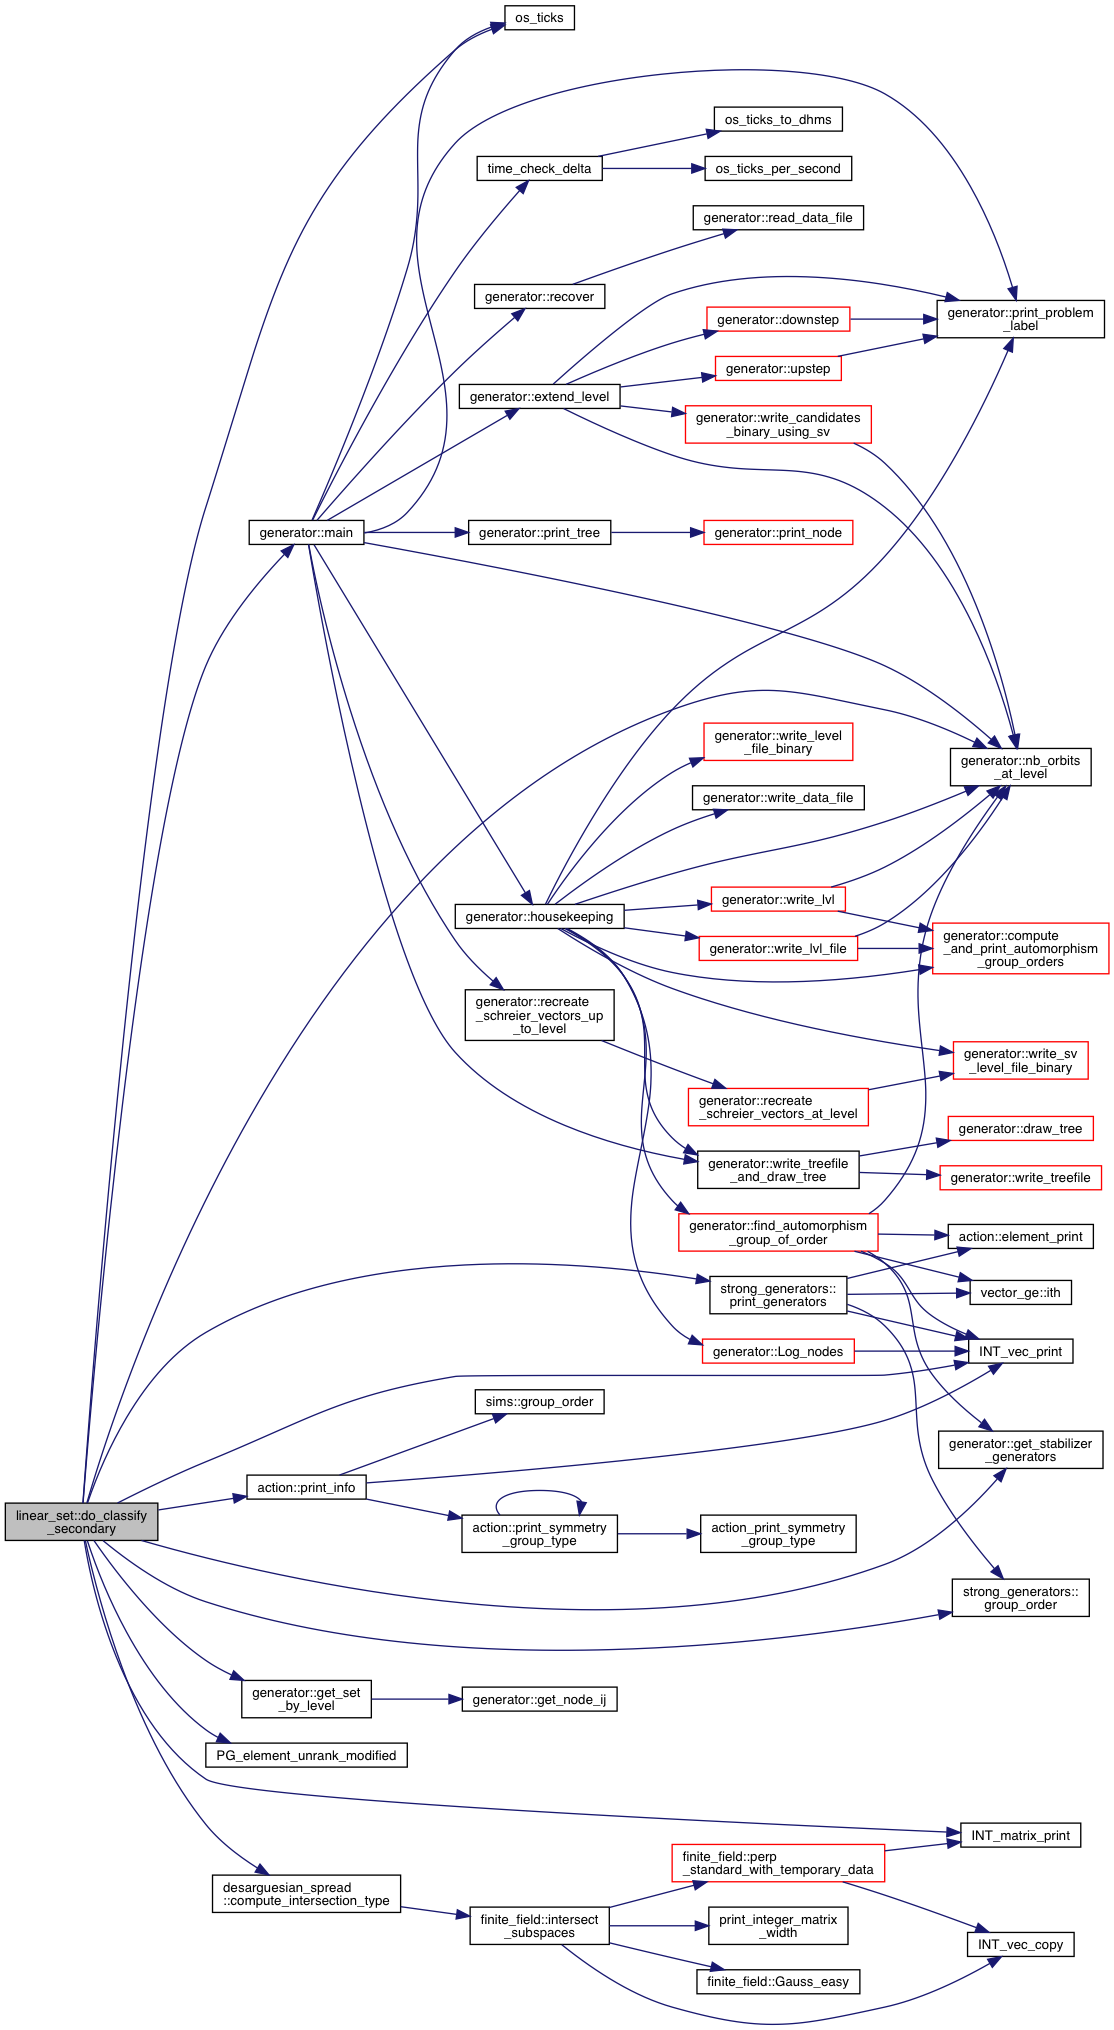 os_ticks
os_ticks_to_dhms
time_check_delta
os_ticks_per_second
generator::read_data_file
generator::recover
generator::print_problem
_label
generator::downstep
generator::upstep
generator::extend_level
generator::write_candidates
_binary_using_sv
generator::main
generator::print_tree
generator::print_node
generator::write_level
_file_binary
generator::nb_orbits
_at_level
generator::write_data_file
generator::write_lvl
generator::housekeeping
generator::write_lvl_file
generator::compute
_and_print_automorphism
_group_orders
generator::recreate
_schreier_vectors_up
_to_level
generator::write_sv
_level_file_binary
generator::recreate
_schreier_vectors_at_level
generator::draw_tree
generator::write_treefile
_and_draw_tree
generator::write_treefile
generator::find_automorphism
_group_of_order
action::element_print
strong_generators::
print_generators
vector_ge::ith
generator::Log_nodes
INT_vec_print
sims::group_order
generator::get_stabilizer
_generators
action::print_info
linear_set::do_classify
_secondary
action::print_symmetry
_group_type
action_print_symmetry
_group_type
strong_generators::
group_order
generator::get_set
_by_level
generator::get_node_ij
PG_element_unrank_modified
INT_matrix_print
finite_field::perp
_standard_with_temporary_data
desarguesian_spread
::compute_intersection_type
finite_field::intersect
_subspaces
print_integer_matrix
_width
INT_vec_copy
finite_field::Gauss_easy